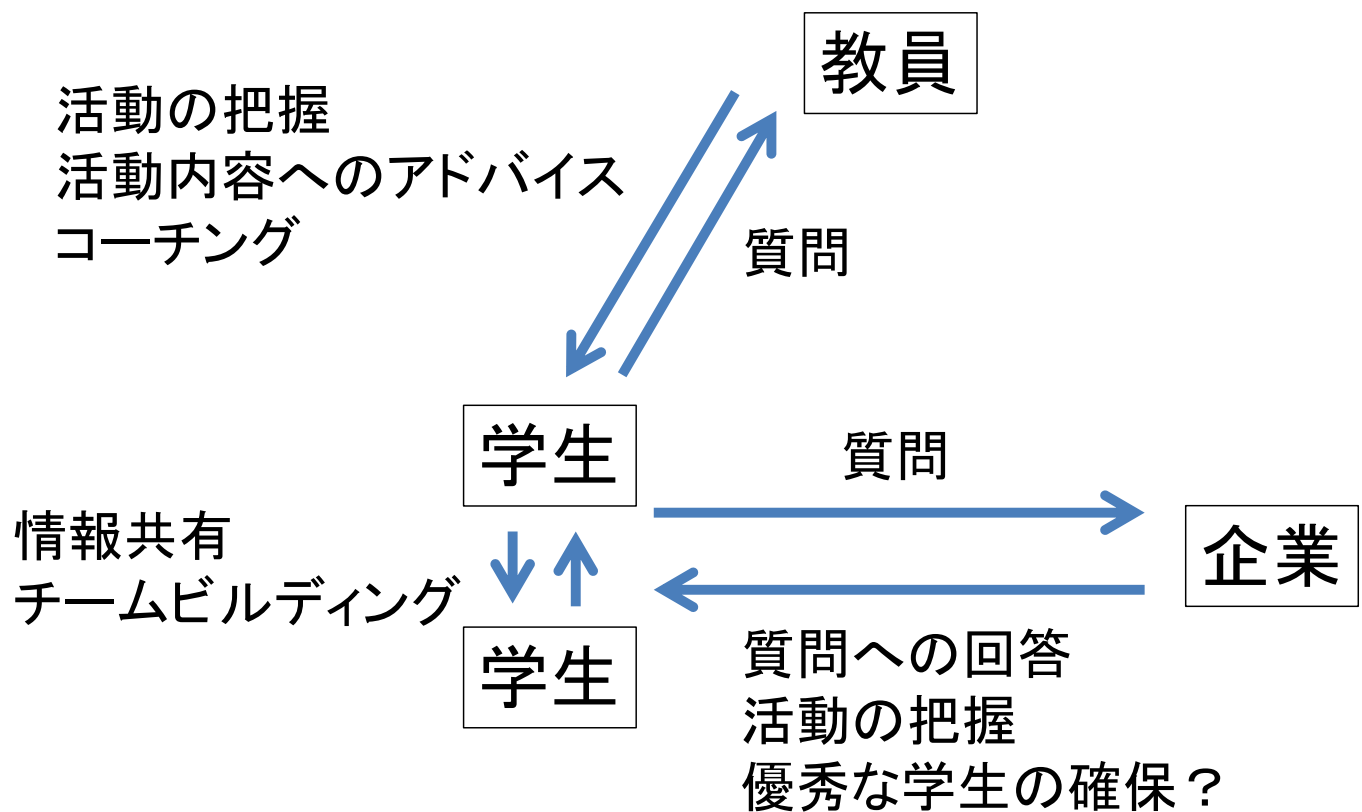 教員
活動の把握
活動内容へのアドバイス
コーチング
質問
学生
質問
企業
情報共有
チームビルディング
学生
質問への回答
活動の把握
優秀な学生の確保？